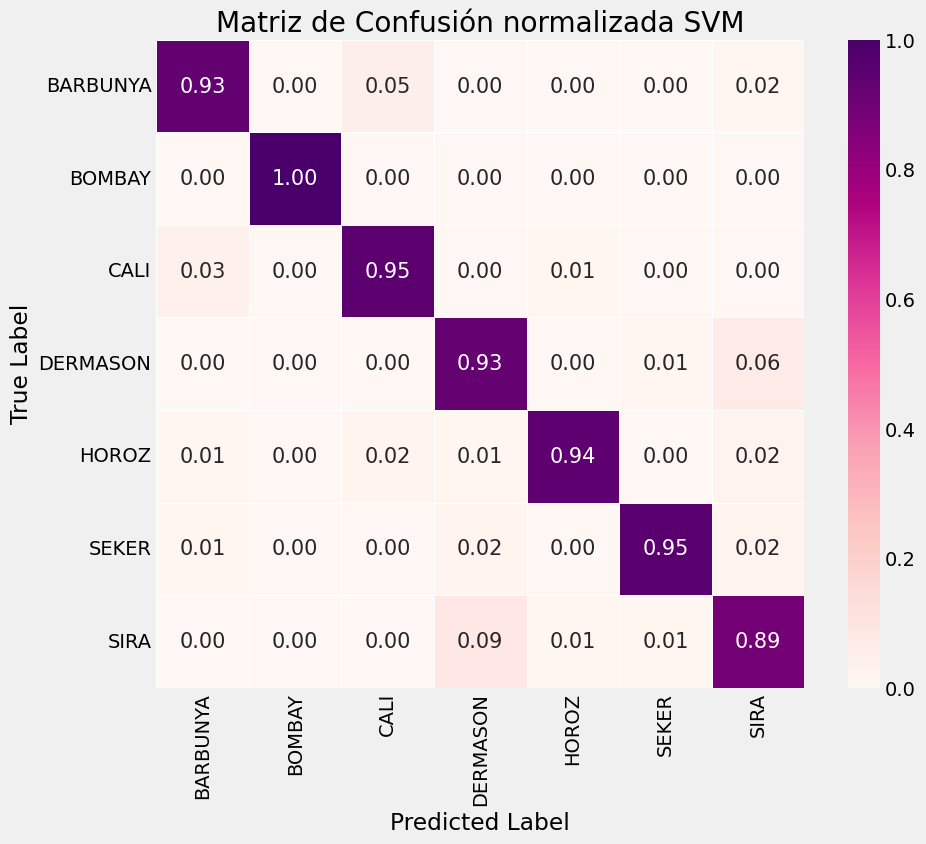 Matriz de Confusión normalizada SVM
True Label
BARBUNYA 0.93 0.00 0.05 0.00 0.00 0.00 0.02
BOMBAY 0.00 1.00 0.00 0.00 0.00 0.00 0.00
CALI 0.03 0.00 0.95 0.00 0.01 0.00 0.00
DERMASON 0.00 0.00 0.00 0.93 0.00 0.01 0.06
HOROZ 0.01 0.00 0.02 0.01 0.94 0.00 0.02
SEKER 0.01 0.00 0.00 0.02 0.00 0.95 0.02
SIRA 0.00 0.00 0.00 0.09 0.01 0.01 0.89
BARBUNYA BOMBAY CALI DERMASON HOROZ SEKER SIRA
Predicted Label
1.0
0.8
0.6
0.4
0.2
0.0